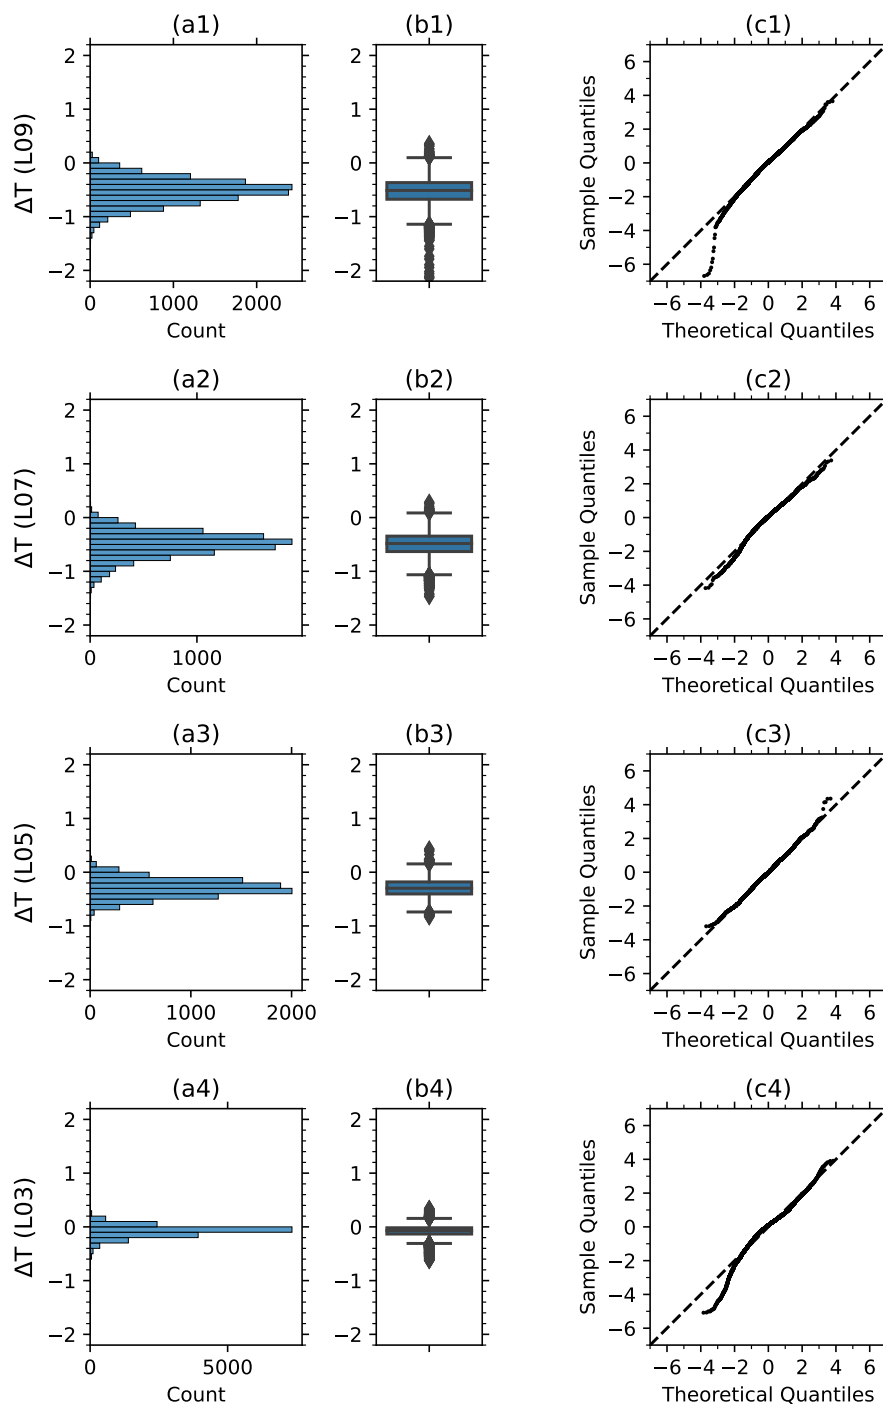 (a1) (b1) (c1)
ΔT (L09)
2
1
0
−1
−2
0 1000 2000
Count
2
1
0
−1
−2
Sample Quantiles
6
4
2
0
−2
−4
−6
−6 −4 −2 0 2 4 6
Theoretical Quantiles
(a2) (b2) (c2)
ΔT (L07)
2
1
0
−1
−2
0 1000
Count
2
1
0
−1
−2
Sample Quantiles
6
4
2
0
−2
−4
−6
−6 −4 −2 0 2 4 6
Theoretical Quantiles
(a3) (b3) (c3)
ΔT (L05)
2
1
0
−1
−2
0 1000 2000
Count
2
1
0
−1
−2
Sample Quantiles
6
4
2
0
−2
−4
−6
−6 −4 −2 0 2 4 6
Theoretical Quantiles
(a4) (b4) (c4)
ΔT (L03)
2
1
0
−1
−2
0 5000
Count
2
1
0
−1
−2
Sample Quantiles
6
4
2
0
−2
−4
−6
−6 −4 −2 0 2 4 6
Theoretical Quantiles